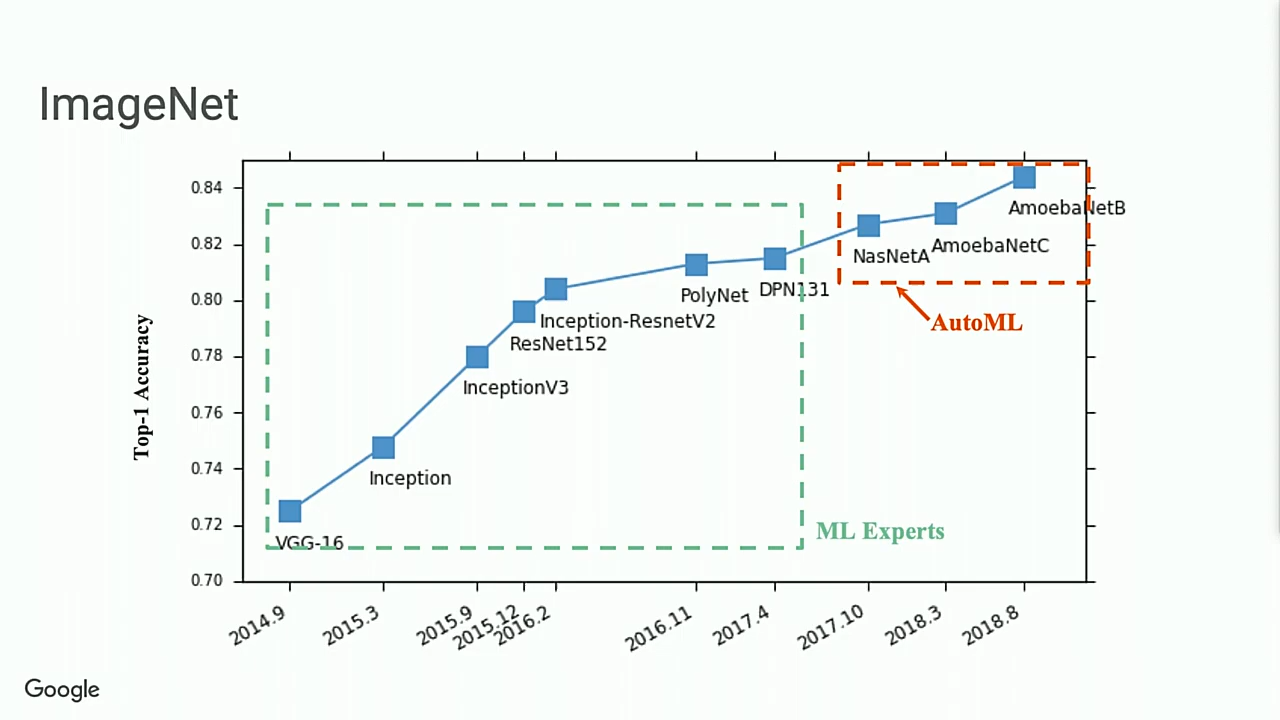 ImageNet
0.84
0.82
0.80
0.78
0.76
0.74
0.72
0.70
Top-1 Accuracy
AmoebaNetB
AmoebaNetC
NasNetA
DPN131
PolyNet
AutoML
Inception-ResnetV2
ResNet152
InceptionV3
Inception
ML Experts
VGG-16
2014.9
2015.3
2015.9
2015.12
2016.2
2016.11
2017.4
2017.10
2018.3
2018.8
Google